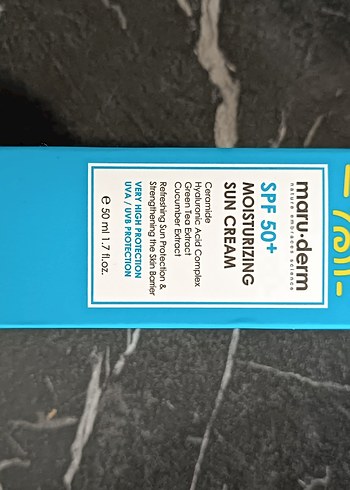 maru·derm
nature embraces science
SPF 50+
MOISTURIZING
SUN CREAM
Ceramide
Hyaluronic Acid Complex
Green Tea Extract
Cucumber Extract
Refreshing Sun Protection &
Strengthening the Skin Barrier
VERY HIGH PROTECTION
UVA / UVB PROTECTION
e 50 ml 1.7 fl.oz.